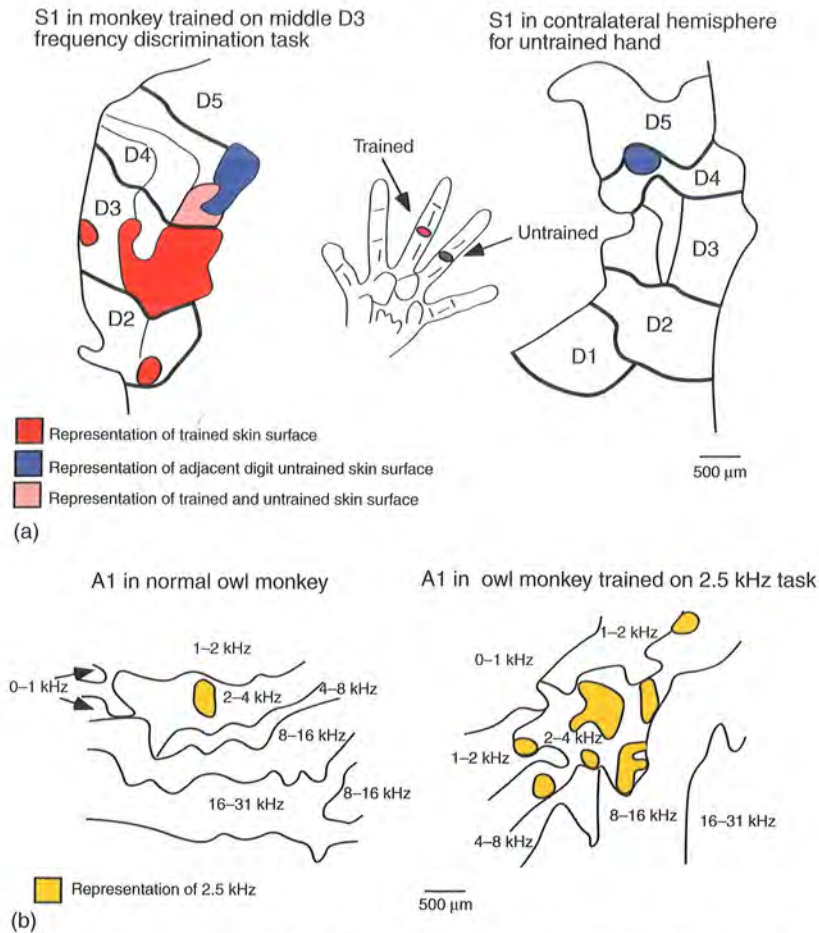 S1 in monkey trained on middle D3
frequency discrimination task
S1 in contralateral hemisphere
for untrained hand
D5
D4
D3
D2
Trained
Untrained
D5
D4
D3
D2
D1
Representation of trained skin surface
Representation of adjacent digit untrained skin surface
Representation of trained and untrained skin surface
500 μm
(a)
A1 in normal owl monkey
1–2 kHz
0–1 kHz
2–4 kHz
4–8 kHz
8–16 kHz
16–31 kHz
8–16 kHz
A1 in owl monkey trained on 2.5 kHz task
1–2 kHz
0–1 kHz
2–4 kHz
1–2 kHz
4–8 kHz
8–16 kHz
16–31 kHz
Representation of 2.5 kHz
500 μm
(b)